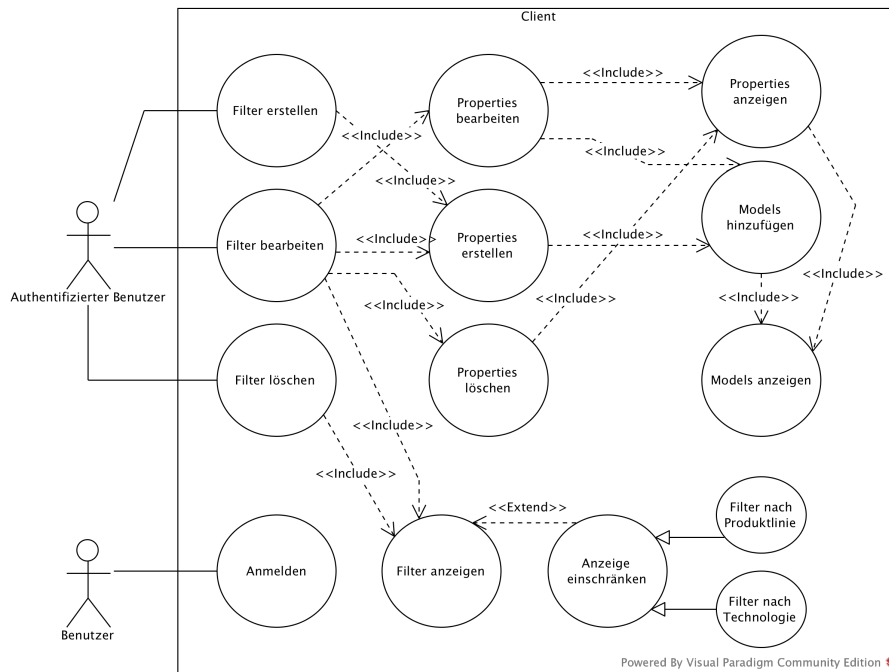 Client
Filter erstellen
Properties
bearbeiten
<<Include>>
Properties
anzeigen
<<Include>>
<<Include>>
<<Include>>
Authentifizierter Benutzer
Filter bearbeiten
<<Include>>
Properties
erstellen
<<Include>>
Models
hinzufügen
<<Include>>
<<Include>>
<<Include>>
<<Include>>
<<Include>>
Filter löschen
Properties
löschen
Models anzeigen
<<Include>>
<<Include>>
Benutzer
Anmelden
Filter anzeigen
<<Extend>>
Anzeige
einschränken
Filter nach
Produktlinie
Filter nach
Technologie
Powered By Visual Paradigm Community Edition